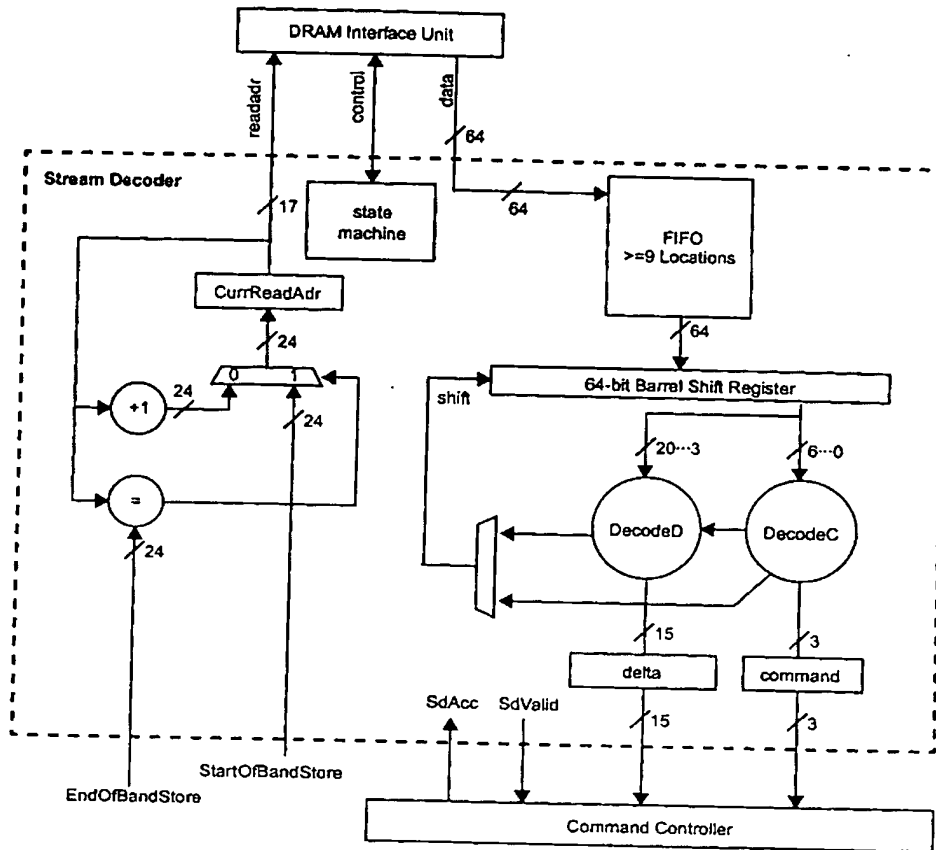 DRAM Interface Unit
readadr
control
data
64
Stream Decoder
17
state
machine
64
FIFO
>=9 Locations
CurrReadAdr
24
64
0 1
64-bit Barrel Shift Register
shift
+1
24
24
20···3
6···0
=
DecodeD
DecodeC
24
15
3
delta
command
SdAcc
SdValid
15
3
StartOfBandStore
EndOfBandStore
Command Controller